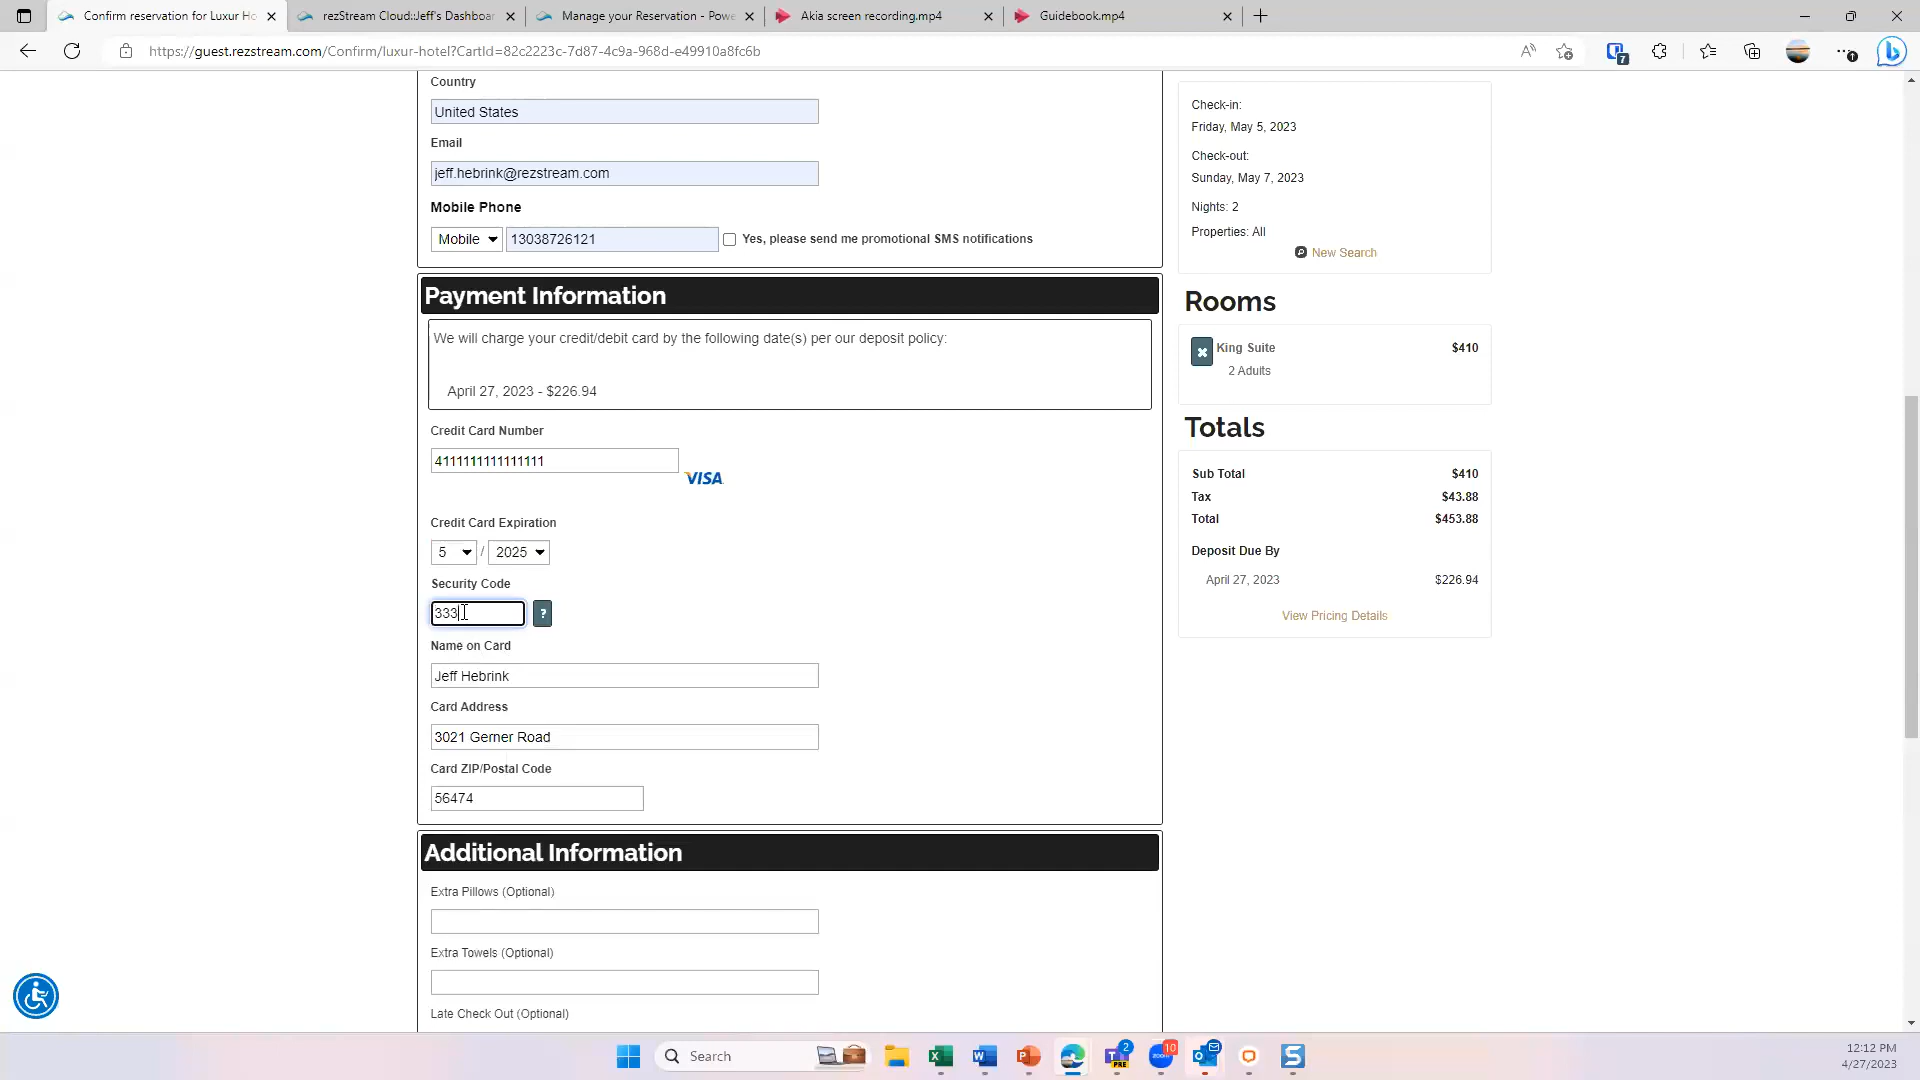 Confirm reservation for Luxur Ho
rezStream Cloud::Jeff's Dashboar
Manage your Reservation - Powe
Akia screen recording.mp4
Guidebook.mp4
https://guest.rezstream.com/Confirm/luxur-hotel?CartId=82c2223c-7d87-4c9a-968d-e49910a8fc6b
7
1
Country
United States
Email
jeff.hebrink@rezstream.com
Mobile Phone
Mobile
13038726121
Yes, please send me promotional SMS notifications
Payment Information
We will charge your credit/debit card by the following date(s) per our deposit policy:
April 27, 2023 - $226.94
Credit Card Number
4111111111111111
VISA
Credit Card Expiration
5 / 2025
Security Code
333
?
Name on Card
Jeff Hebrink
Card Address
3021 Gerner Road
Card ZIP/Postal Code
56474
Additional Information
Extra Pillows (Optional)
Extra Towels (Optional)
Late Check Out (Optional)
Check-in:
Friday, May 5, 2023
Check-out:
Sunday, May 7, 2023
Nights: 2
Properties: All
New Search
Rooms
King Suite $410
2 Adults
Totals
Sub Total $410
Tax $43.88
Total $453.88
Deposit Due By
April 27, 2023 $226.94
View Pricing Details
Search
2
PRE
10
12:12 PM
4/27/2023